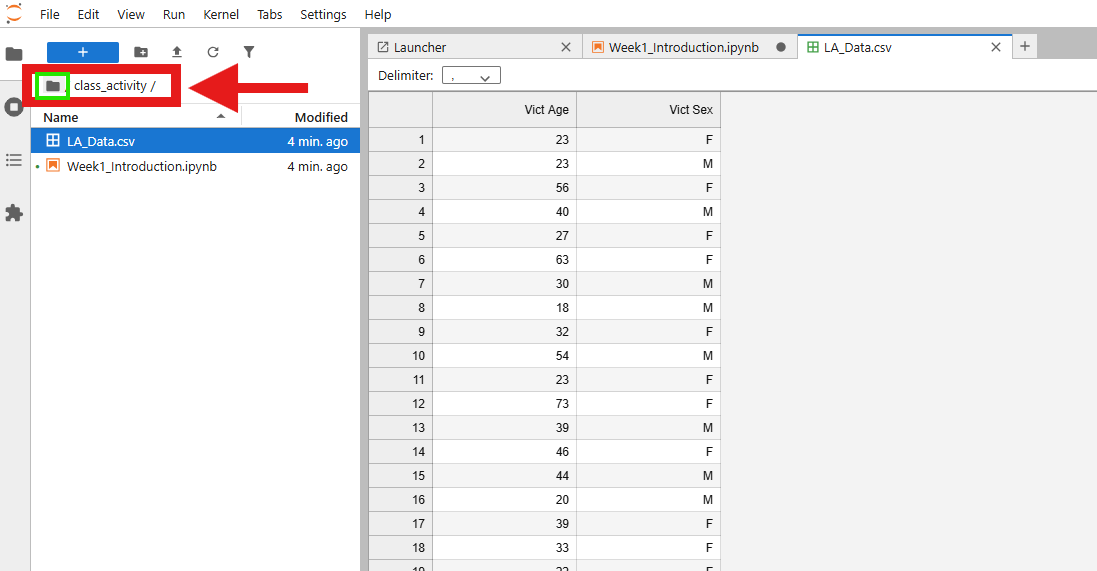 File Edit View Run Kernel Tabs Settings Help
+
Launcher Week1_Introduction.ipynb LA_Data.csv +
Delimiter: ,
class_activity /
Name Modified
LA_Data.csv 4 min. ago
Week1_Introduction.ipynb 4 min. ago
Vict Age Vict Sex
1 23 F
2 23 M
3 56 F
4 40 M
5 27 F
6 63 F
7 30 M
8 18 M
9 32 F
10 54 M
11 23 F
12 73 F
13 39 M
14 46 F
15 44 M
16 20 M
17 39 F
18 33 F